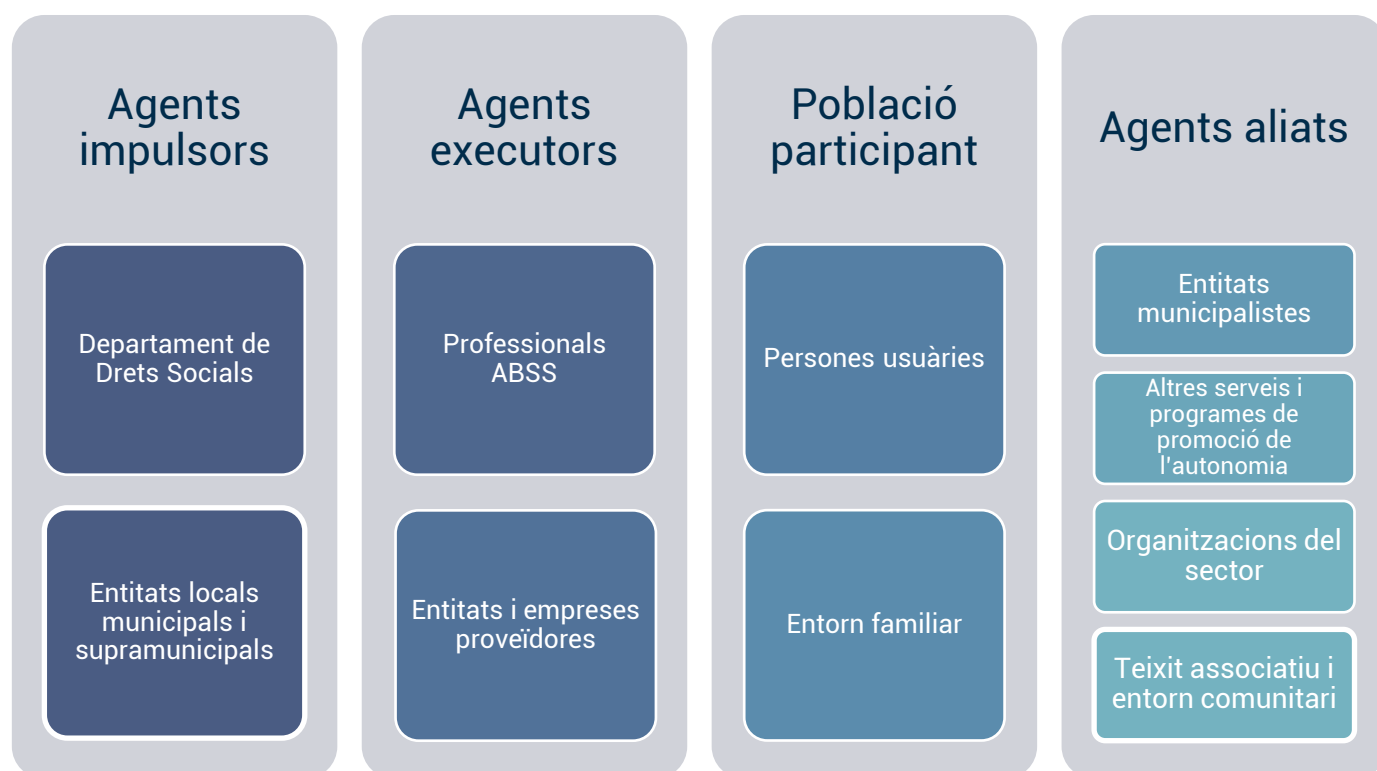 Agents
impulsors
Departament de
Drets Socials
Entitats locals
municipals i
supramunicipals
Agents
executors
Professionals
ABSS
Entitats i empreses
proveïdores
Població
participant
Persones usuàries
Entorn familiar
Agents aliats
Entitats
municipalistes
Altres serveis i
programes de
promoció de
l'autonomia
Organitzacions del
sector
Teixit associatiu i
entorn comunitari